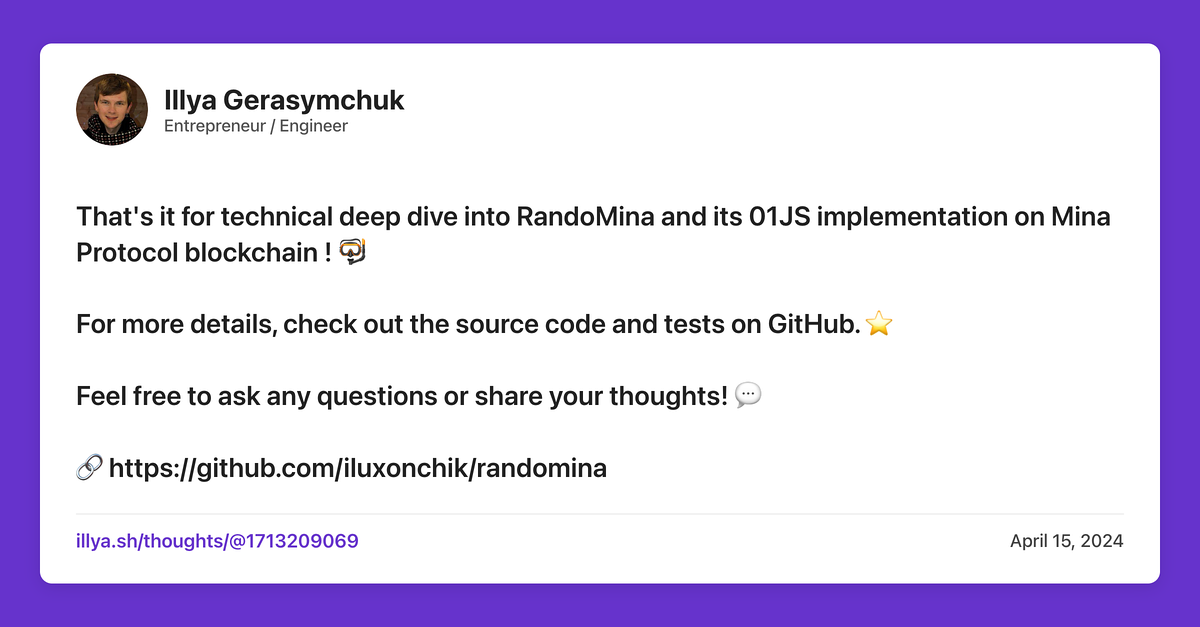 Illya Gerasymchuk
Entrepreneur / Engineer
That's it for technical deep dive into RandoMina and its 01JS implementation on Mina
Protocol blockchain ! 🤿
For more details, check out the source code and tests on GitHub. ⭐
Feel free to ask any questions or share your thoughts! 💬
🔗 https://github.com/iluxonchik/randomina
illya.sh/thoughts/@1713209069
April 15, 2024